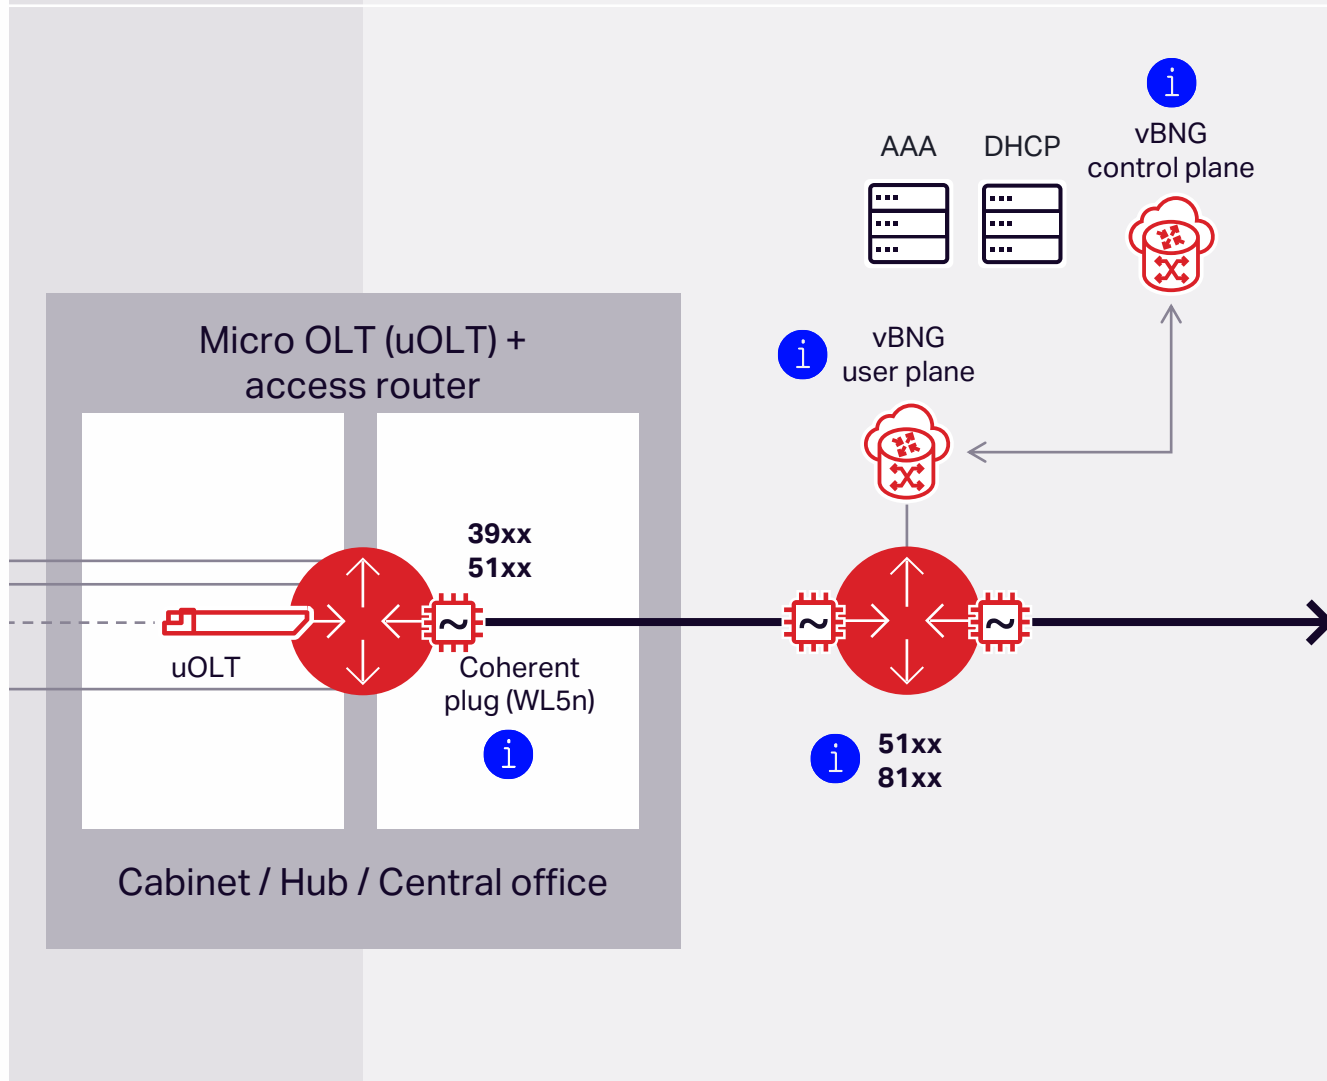 vBNG
control plane
AAA
DHCP
Micro OLT (uOLT) +
access router
vBNG
user plane
39xx
51xx
uOLT
Coherent
plug (WL5n)
51xx
81xx
Cabinet / Hub / Central office